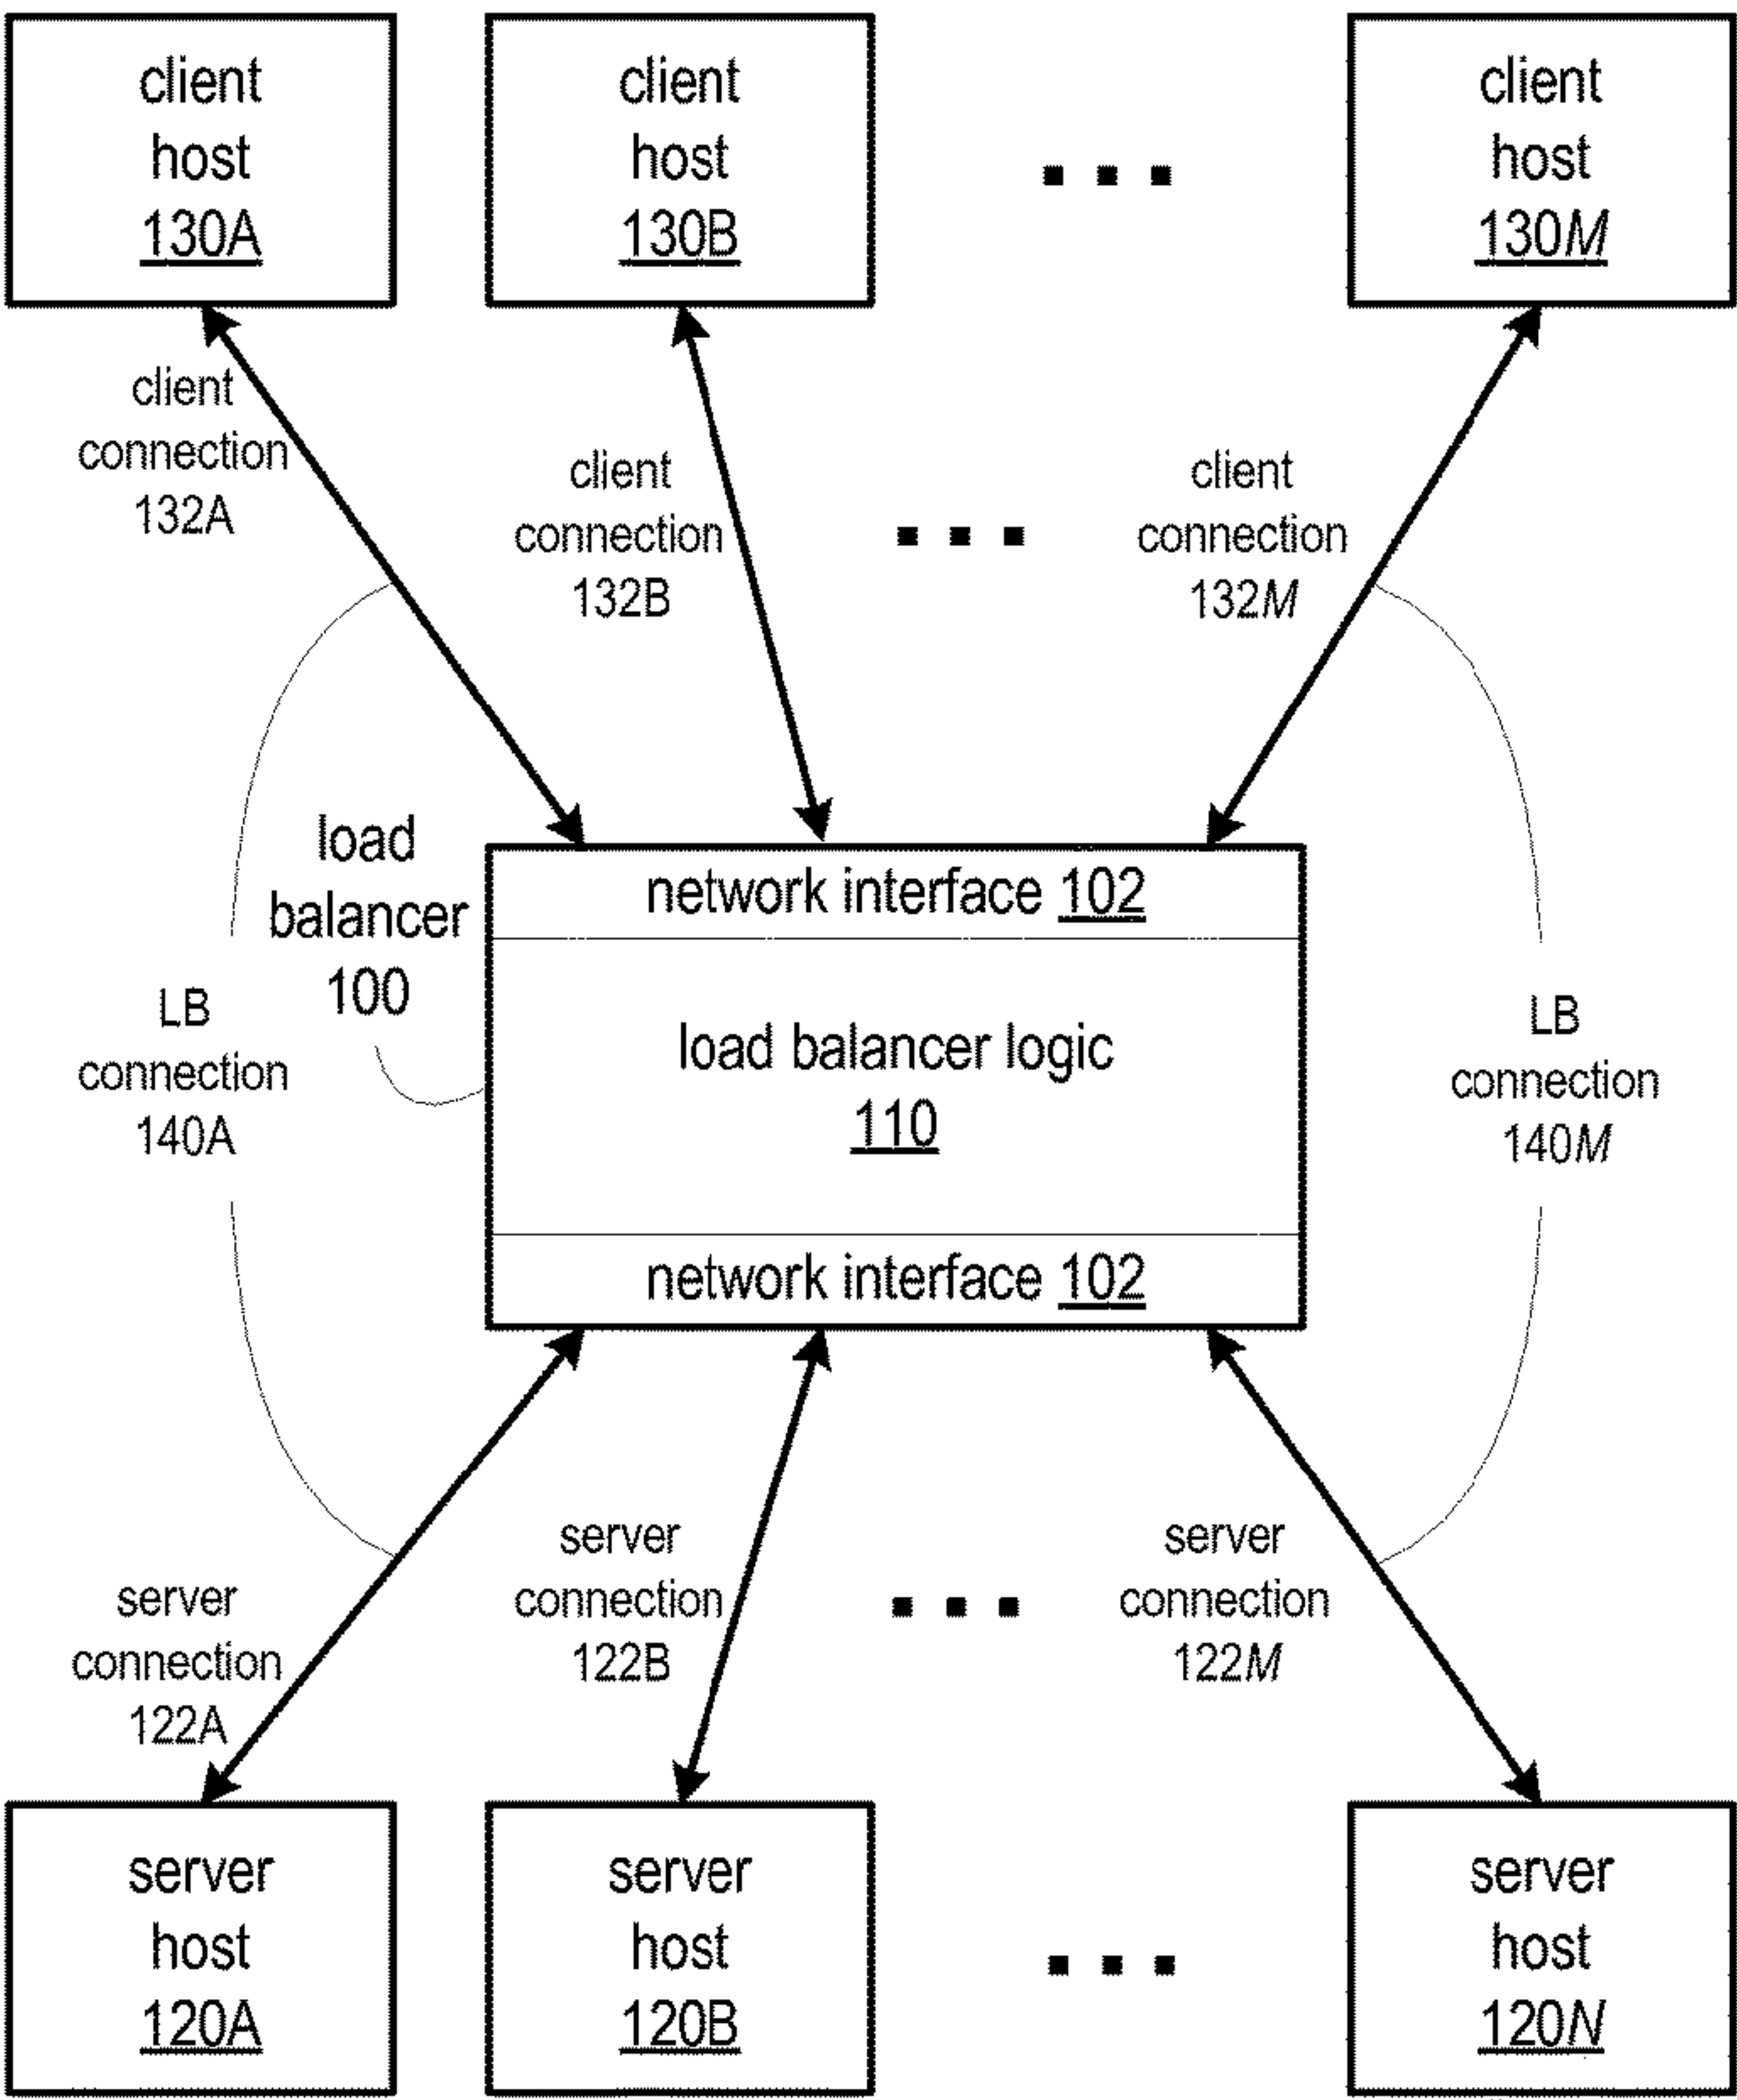 client
host
130A
client
host
130B
client
host
130M
client
connection
132A
client
connection
132B
client
connection
132M
load
balancer
100
network interface 102
load balancer logic
110
network interface 102
LB
connection
140A
LB
connection
140M
server
connection
122A
server
connection
122B
server
connection
122M
server
host
120A
server
host
120B
server
host
120N